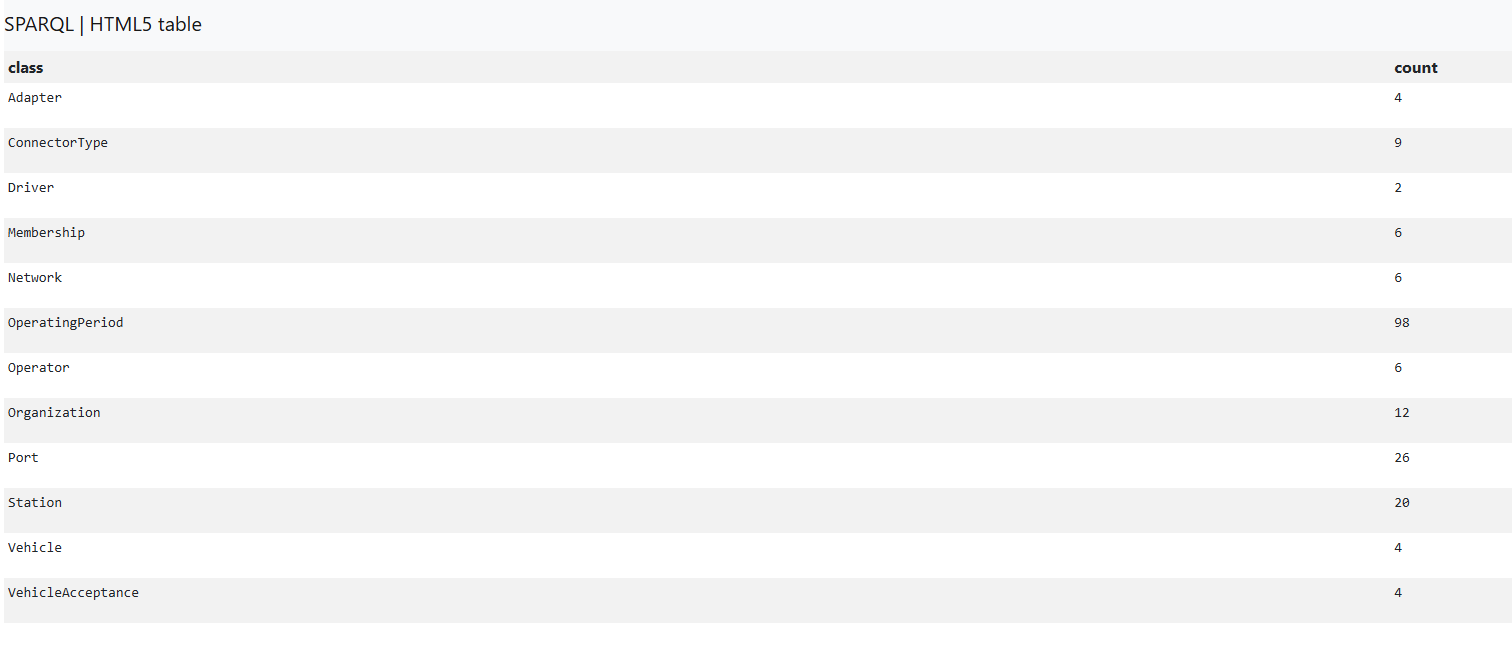 SPARQL | HTML5 table
class count
Adapter 4
ConnectorType 9
Driver 2
Membership 6
Network 6
OperatingPeriod 98
Operator 6
Organization 12
Port 26
Station 20
Vehicle 4
VehicleAcceptance 4